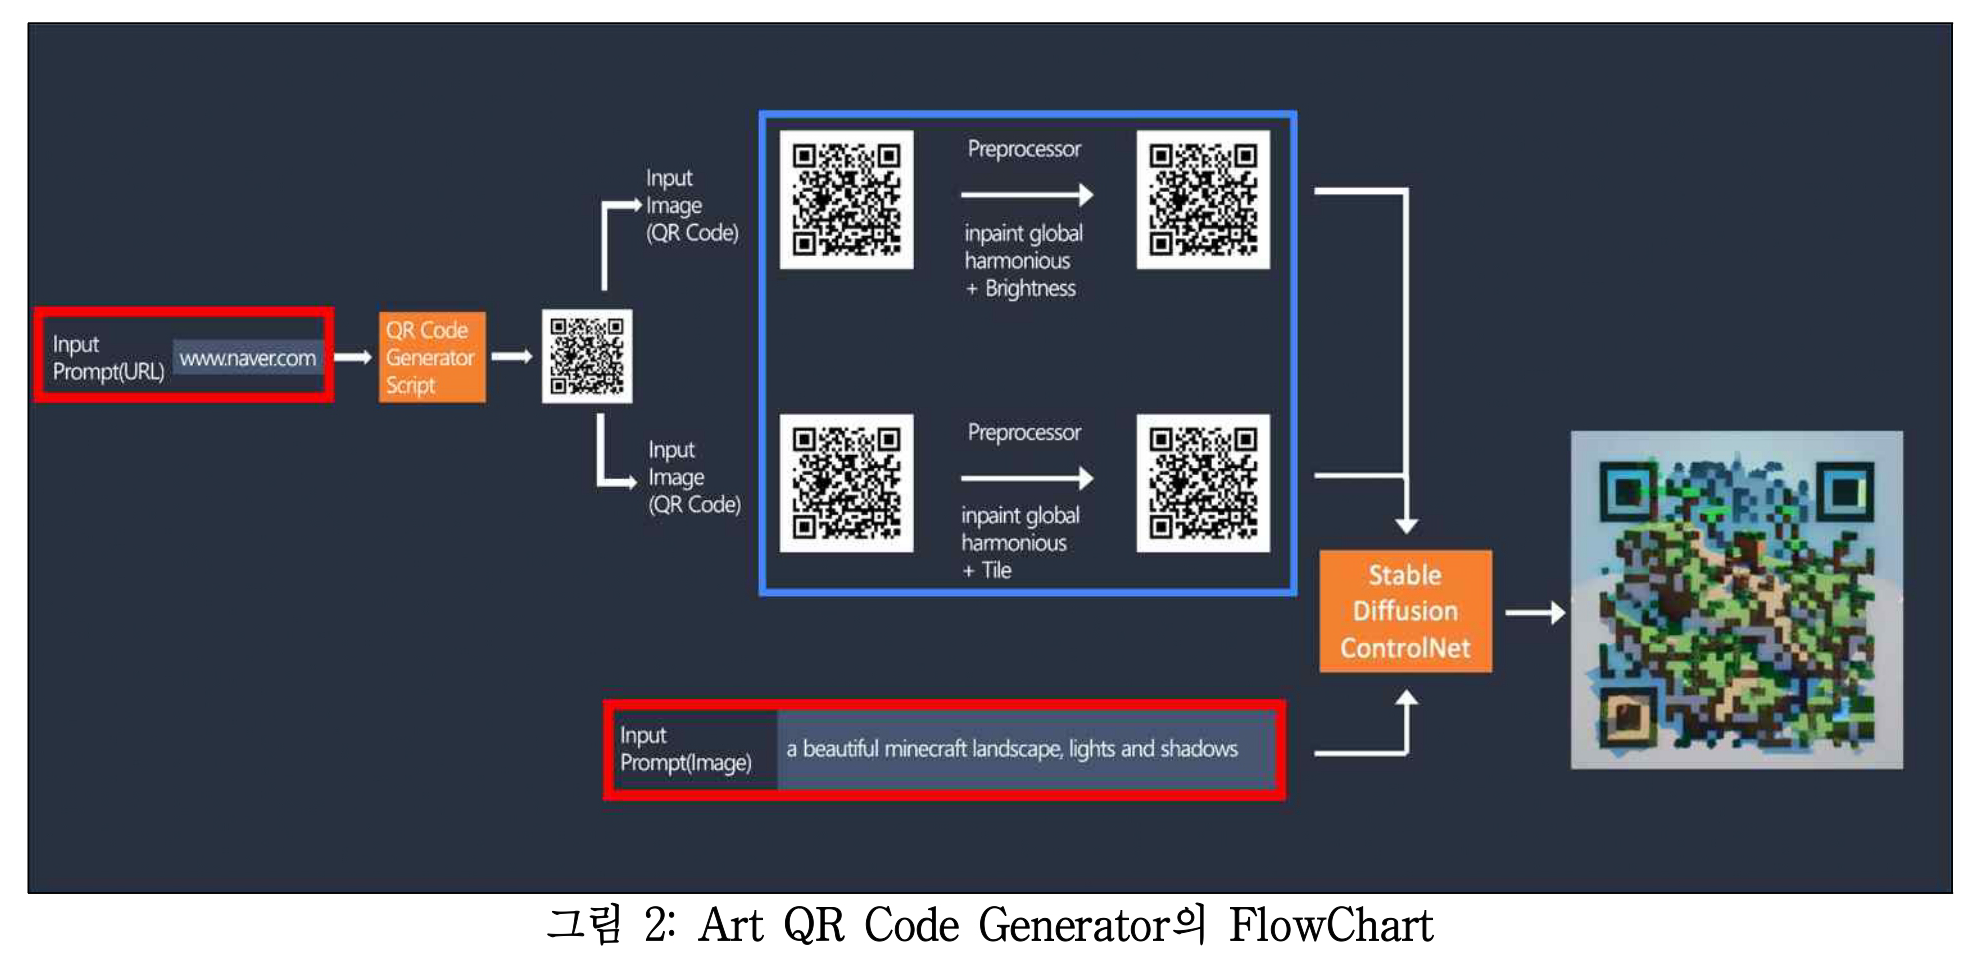 Input
Prompt(URL)
www.naver.com
QR Code
Generator
Script
Input
Image
(QR Code)
Input
Image
(QR Code)
Preprocessor
inpaint global
harmonious
+ Brightness
Preprocessor
inpaint global
harmonious
+ Tile
Input
Prompt(Image)
a beautiful minecraft landscape, lights and shadows
Stable
Diffusion
ControlNet
그림 2: Art QR Code Generator의 FlowChart